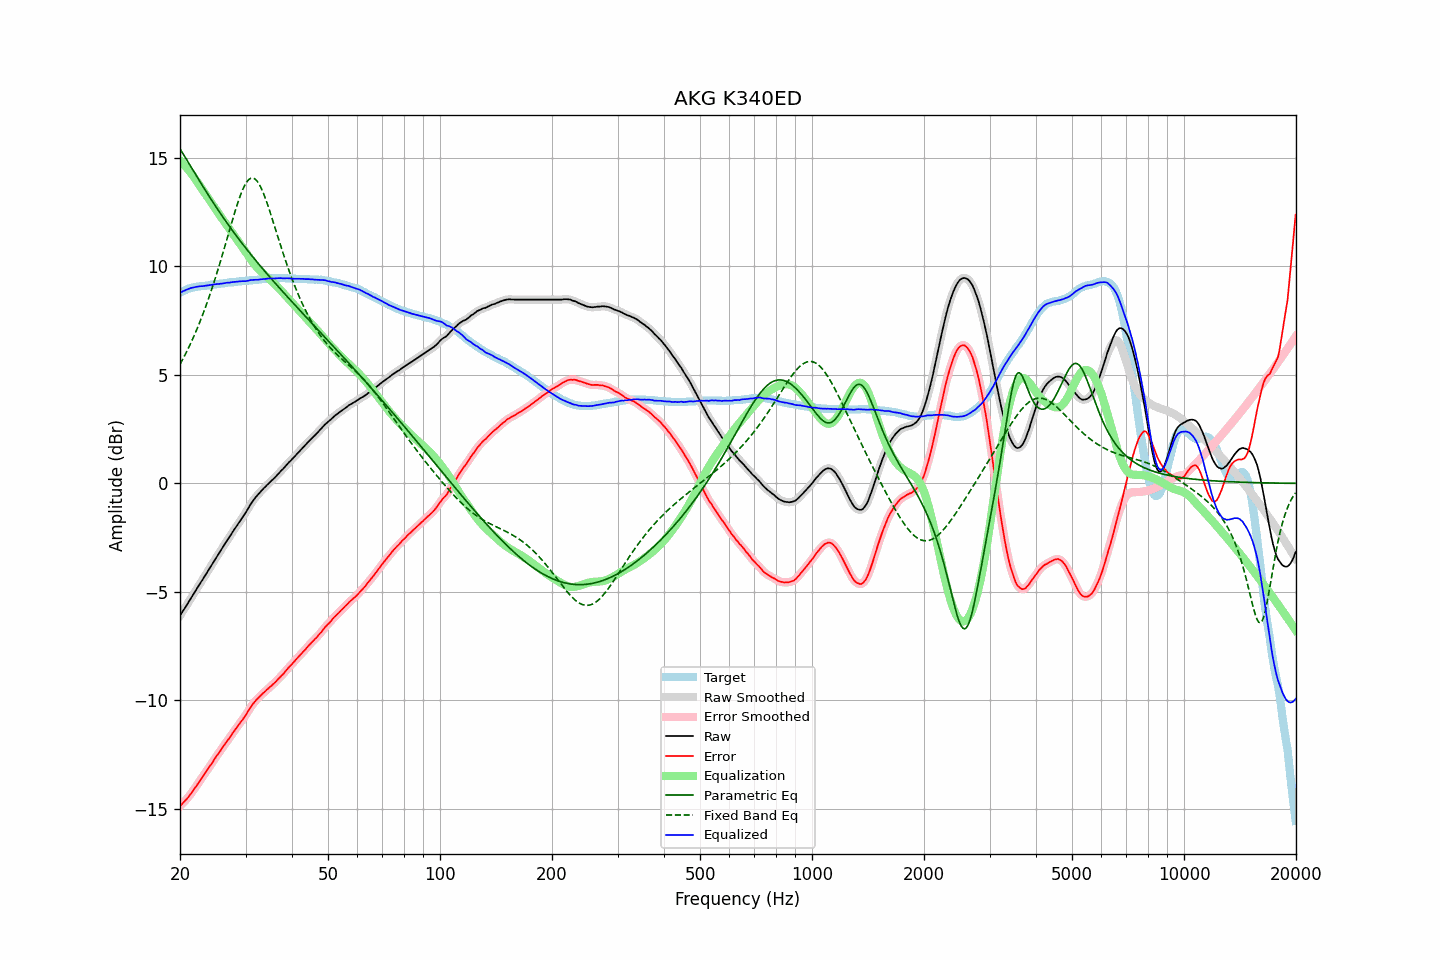 AKG K340ED
Amplitude (dBr)
15
10
5
0
−5
−10
−15
20
50
100
200
500
1000
2000
5000
10000
20000
Frequency (Hz)
Target
Raw Smoothed
Error Smoothed
Raw
Error
Equalization
Parametric Eq
Fixed Band Eq
Equalized